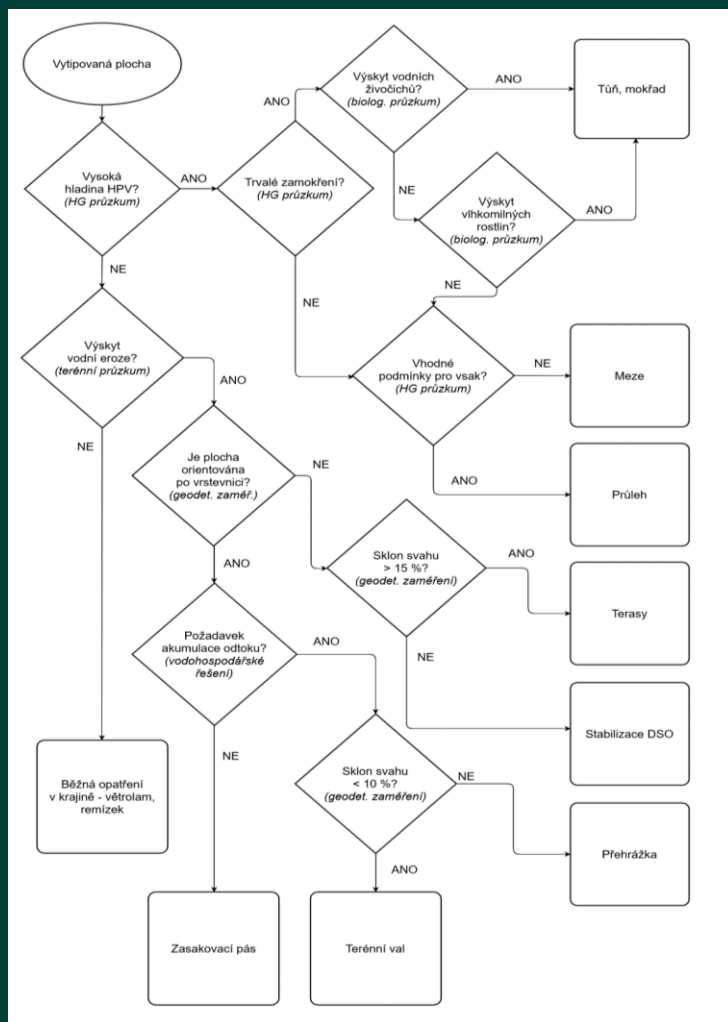 Vytipovaná plocha
Výskyt vodních
živočichů?
(biolog. průzkum)
ANO
Tůň, mokřad
ANO
Vysoká
hladina HPV?
(HG průzkum)
ANO
Trvalé zamokření?
(HG průzkum)
NE
Výskyt
vlhkomilných
rostlin?
(biolog. průzkum)
ANO
NE
NE
NE
Výskyt
vodní eroze?
(terénní průzkum)
ANO
Vhodné
podmínky pro vsak?
(HG průzkum)
NE
Meze
NE
Je plocha
orientována
po vrstevnici?
(geodet. zaměř.)
NE
ANO
Průleh
ANO
Sklon svahu
> 15 %?
(geodet. zaměření)
ANO
Terasy
Požadavek
akumulace odtoku?
(vodohospodářské
řešení)
ANO
NE
Stabilizace DSO
NE
Běžná opatření
v krajině - větrolam,
remízek
Sklon svahu
< 10 %?
(geodet. zaměření)
NE
Přehrážka
ANO
Zasakovací pás
Terénní val